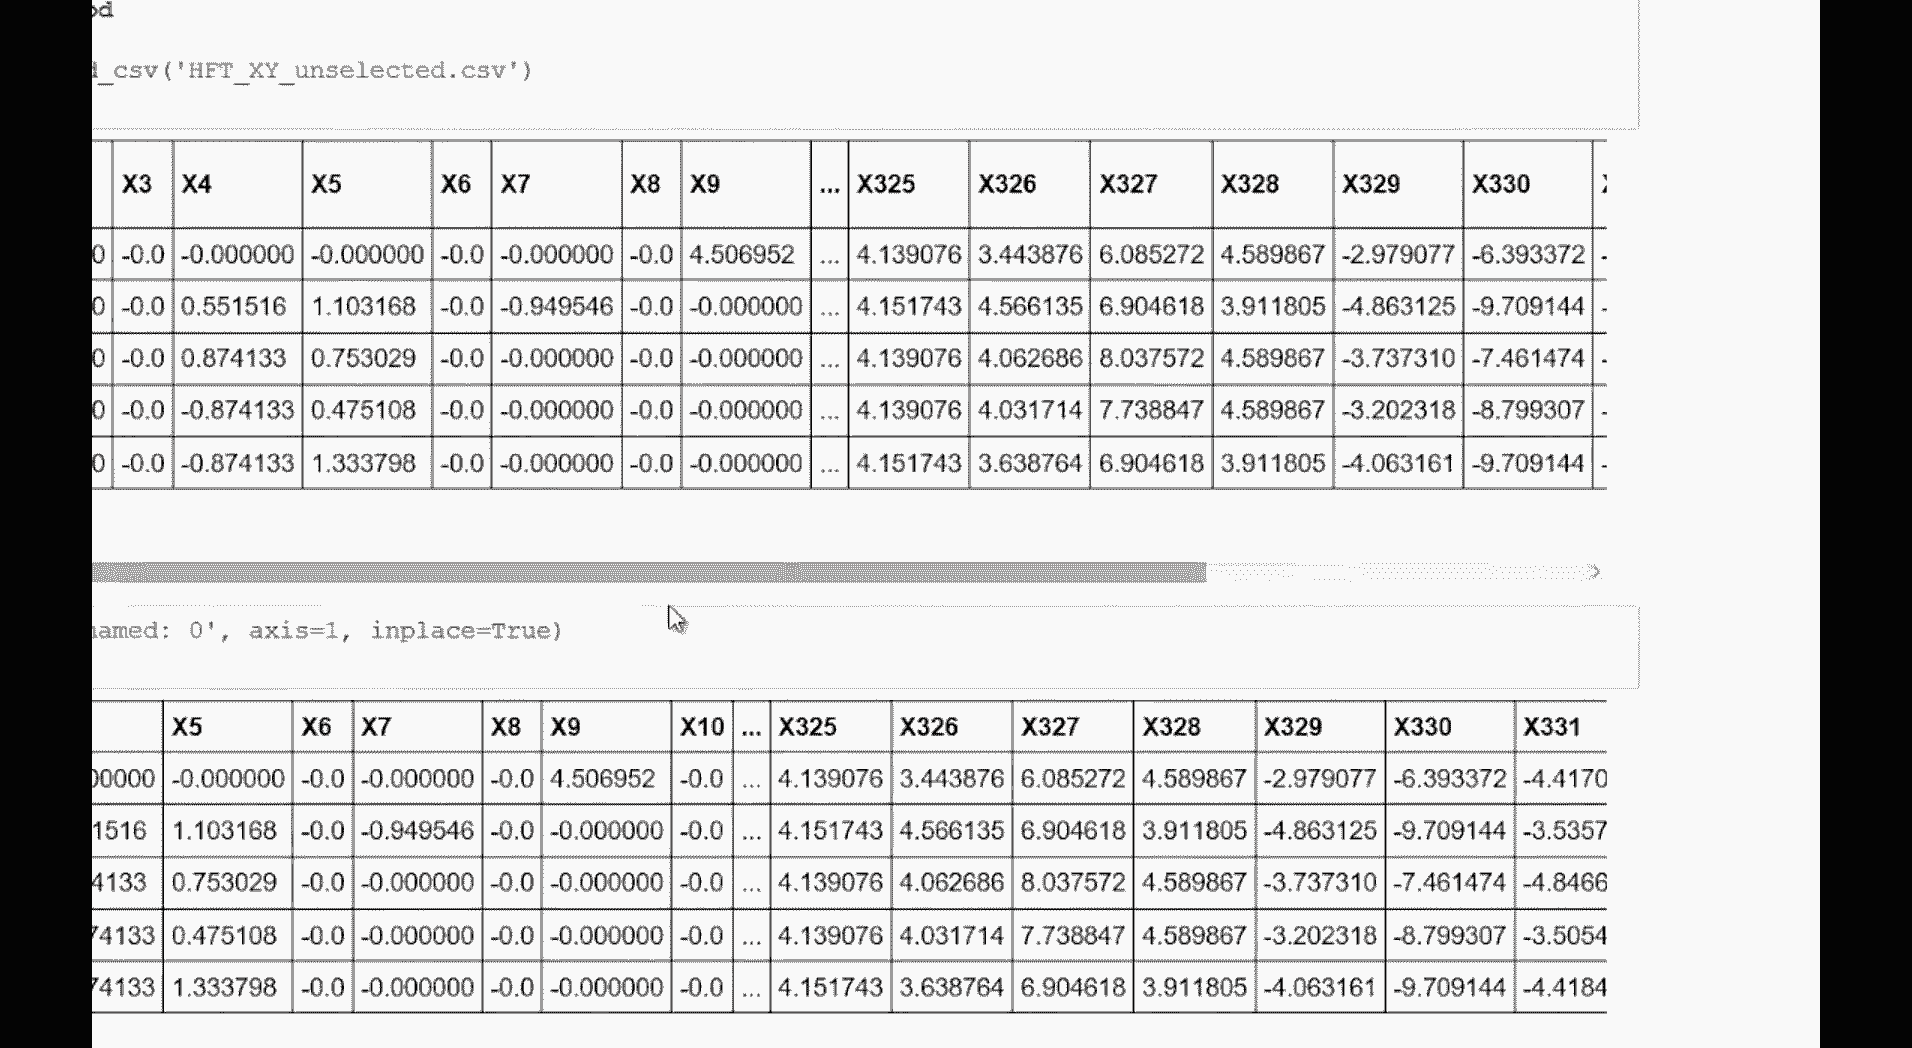 od
d_csv('HFT_XY_unselected.csv')
X3 X4 X5 X6 X7 X8 X9 ... X325 X326 X327 X328 X329 X330
0 -0.0 -0.000000 -0.000000 -0.0 -0.000000 -0.0 4.506952 ... 4.139076 3.443876 6.085272 4.589867 -2.979077 -6.393372 -
0 -0.0 0.551516 1.103168 -0.0 -0.949546 -0.0 -0.000000 ... 4.151743 4.566135 6.904618 3.911805 -4.863125 -9.709144 -
0 -0.0 0.874133 0.753029 -0.0 -0.000000 -0.0 -0.000000 ... 4.139076 4.062686 8.037572 4.589867 -3.737310 -7.461474 -
0 -0.0 -0.874133 0.475108 -0.0 -0.000000 -0.0 -0.000000 ... 4.139076 4.031714 7.738847 4.589867 -3.202318 -8.799307 -
0 -0.0 -0.874133 1.333798 -0.0 -0.000000 -0.0 -0.000000 ... 4.151743 3.638764 6.904618 3.911805 -4.063161 -9.709144 -
named: 0', axis=1, inplace=True)
X5 X6 X7 X8 X9 X10 ... X325 X326 X327 X328 X329 X330 X331
00000 -0.000000 -0.0 -0.000000 -0.0 4.506952 -0.0 ... 4.139076 3.443876 6.085272 4.589867 -2.979077 -6.393372 -4.4170
1516 1.103168 -0.0 -0.949546 -0.0 -0.000000 -0.0 ... 4.151743 4.566135 6.904618 3.911805 -4.863125 -9.709144 -3.5357
4133 0.753029 -0.0 -0.000000 -0.0 -0.000000 -0.0 ... 4.139076 4.062686 8.037572 4.589867 -3.737310 -7.461474 -4.8466
74133 0.475108 -0.0 -0.000000 -0.0 -0.000000 -0.0 ... 4.139076 4.031714 7.738847 4.589867 -3.202318 -8.799307 -3.5054
74133 1.333798 -0.0 -0.000000 -0.0 -0.000000 -0.0 ... 4.151743 3.638764 6.904618 3.911805 -4.063161 -9.709144 -4.4184